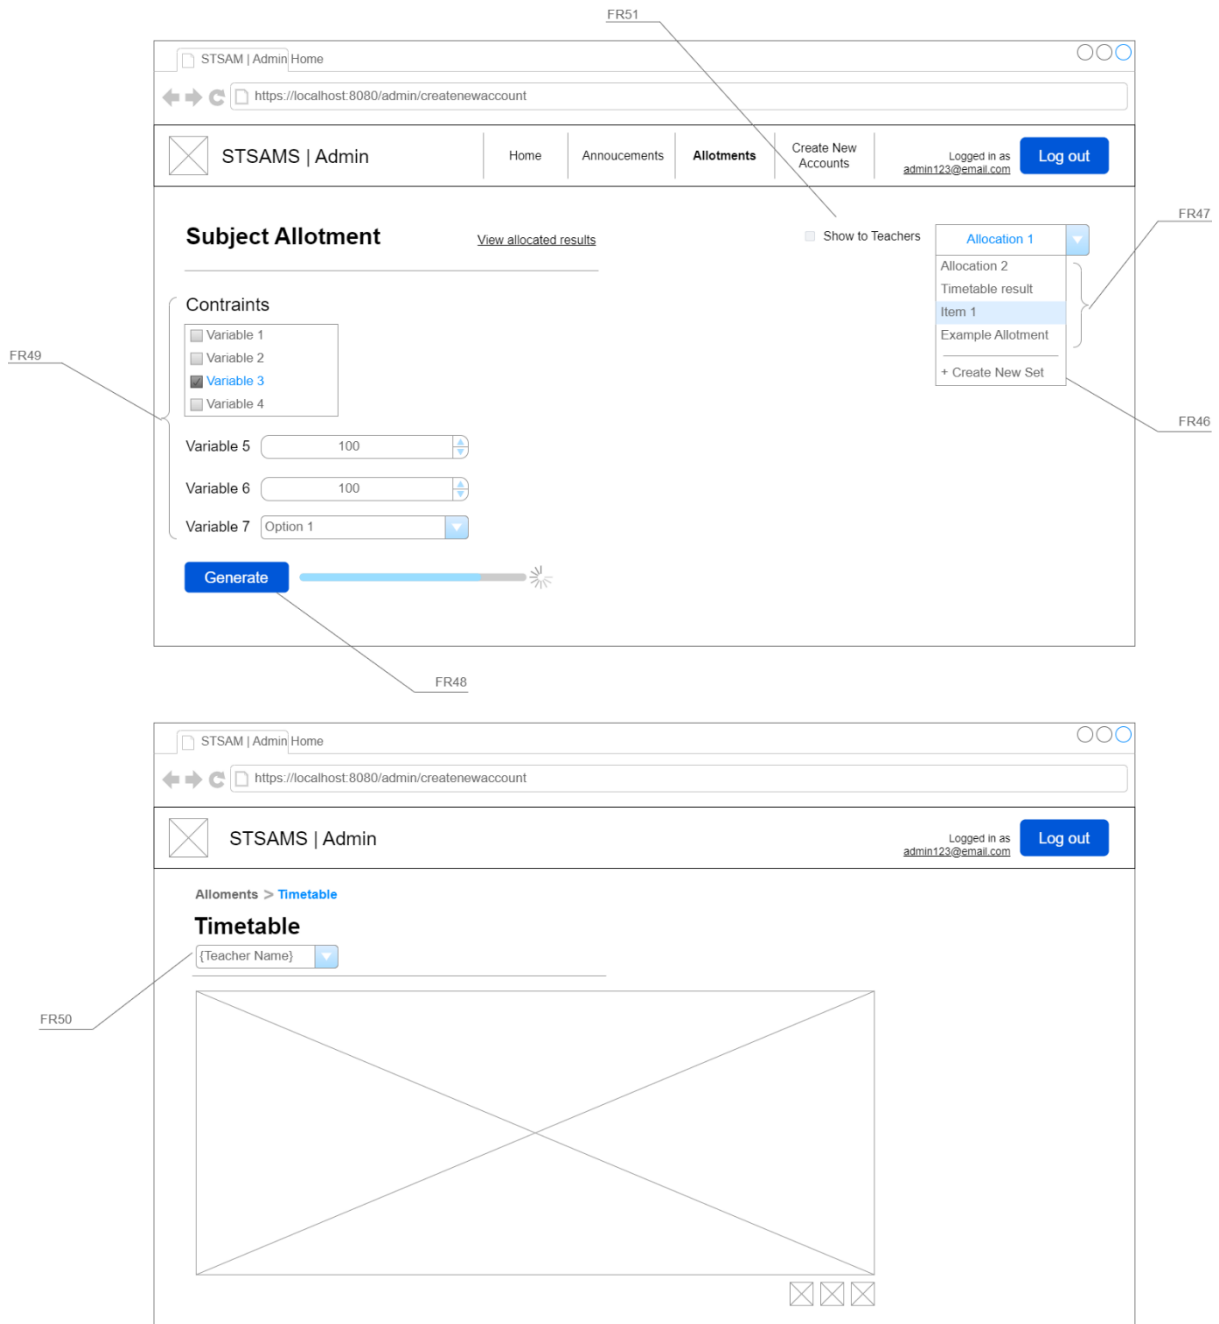 FR51
STSAM | Admin Home
https://localhost:8080/admin/createnewaccount
STSAMS | Admin
Home
Annoucements
Allotments
Create New
Accounts
Logged in as
admin123@email.com
Log out
FR47
Subject Allotment
View allocated results
Show to Teachers
Allocation 1
Allocation 2
Timetable result
Item 1
Example Allotment
+ Create New Set
FR46
Contraints
Variable 1
Variable 2
Variable 3
Variable 4
FR49
Variable 5 100
Variable 6 100
Variable 7 Option 1
Generate
FR48
STSAM | Admin Home
https://localhost:8080/admin/createnewaccount
STSAMS | Admin
Logged in as
admin123@email.com
Log out
Alloments > Timetable
Timetable
{Teacher Name}
FR50